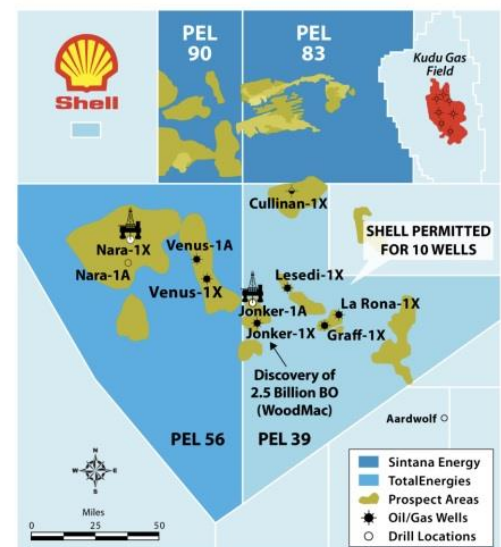 Shell
PEL
90
PEL
83
Kudu Gas
Field
Cullinan-1X
SHELL PERMITTED
FOR 10 WELLS
Nara-1X
Nara-1A
Venus-1A
Venus-1X
Lesedi-1X
La Rona-1X
Jonker-1A
Jonker-1X
Graff-1X
Discovery of
2.5 Billion BO
(WoodMac)
PEL 56
PEL 39
Aardwolf
N
W
E
S
Miles
0
25
50
Sintana Energy
TotalEnergies
Prospect Areas
Oil/Gas Wells
Drill Locations